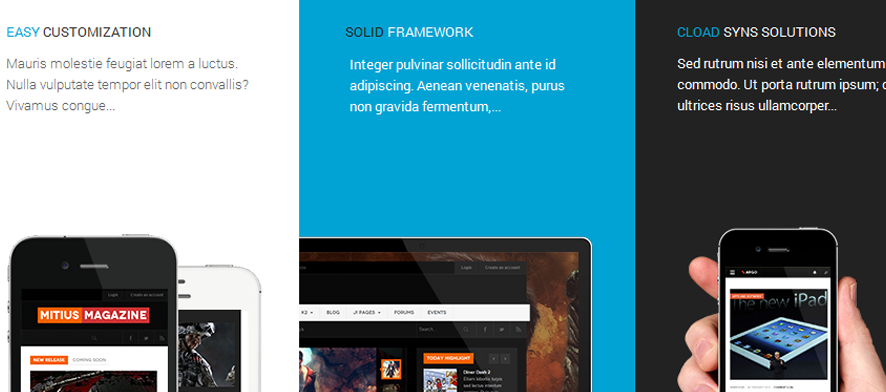 EASY CUSTOMIZATION
Mauris molestie feugiat lorem a luctus.
Nulla vulputate tempor elit non convallis?
Vivamus congue...
SOLID FRAMEWORK
Integer pulvinar sollicitudin ante id
adipiscing. Aenean venenatis, purus
non gravida fermentum,...
CLOAD SYNS SOLUTIONS
Sed rutrum nisi et ante elementum
commodo. Ut porta rutrum ipsum;
ultrices risus ullamcorper...
Login Create an account
MITIUS MAGAZINE
NEW RELEASE COMING SOON
Login Create an account
K2 BLOG J! PAGES FORUMS EVENTS
Search...
TODAY HIGHLIGHT
Diner Dash 2
ARGO
The new iPad